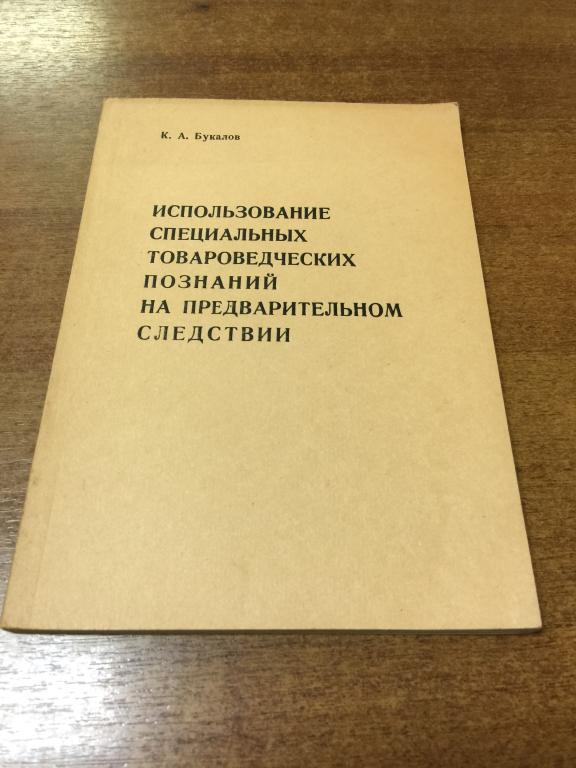 К. А. Букалов
ИСПОЛЬЗОВАНИЕ
СПЕЦИАЛЬНЫХ
ТОВАРОВЕДЧЕСКИХ
ПОЗНАНИЙ
НА ПРЕДВАРИТЕЛЬНОМ
СЛЕДСТВИИ